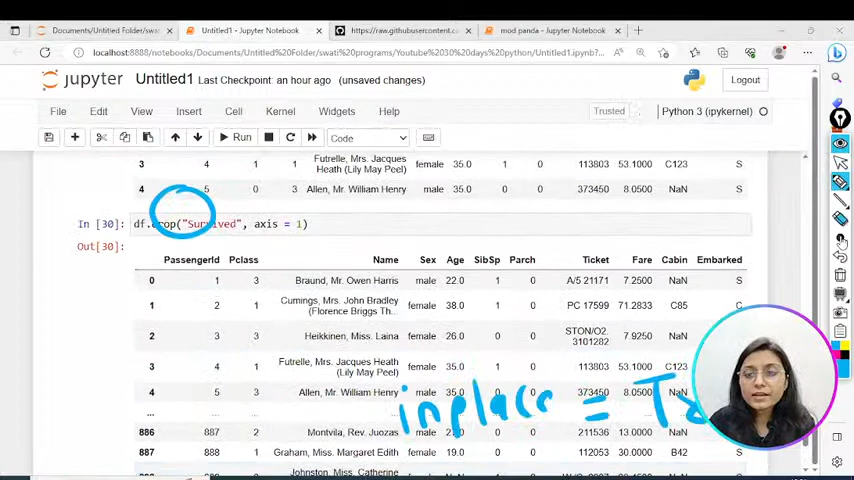 Documents/Untitled Folder/swati
Untitled1 - Jupyter Notebook
https://raw.githubusercontent.c
mod panda - Jupyter Notebook
localhost:8888/notebooks/Documents/Untitled%20Folder/swati%20programs/Youtube%2030%20days%20python/Untitled1.ipynb?...
jupyter Untitled1 Last Checkpoint: an hour ago (unsaved changes) Logout
File Edit View Insert Cell Kernel Widgets Help Trusted Python 3 (ipykernel)
Run Code
3 4 1 1 Futrelle, Mrs. Jacques Heath (Lily May Peel) female 35.0 1 0 113803 53.1000 C123 S
4 5 0 3 Allen, Mr. William Henry male 35.0 0 0 373450 8.0500 NaN S
In [30]: df.drop("Survived", axis = 1)
Out[30]:
PassengerId Pclass Name Sex Age SibSp Parch Ticket Fare Cabin Embarked
0 1 3 Braund, Mr. Owen Harris male 22.0 1 0 A/5 21171 7.2500 NaN S
1 2 1 Cumings, Mrs. John Bradley (Florence Briggs Th... female 38.0 1 0 PC 17599 71.2833 C85 C
2 3 3 Heikkinen, Miss. Laina female 26.0 0 0 STON/O2. 3101282 7.9250 NaN
3 4 1 Futrelle, Mrs. Jacques Heath (Lily May Peel) female 35.0 1 0 113803 53.1000 C123
4 5 3 Allen, Mr. William Henry male 35.0 0 0 373450 8.0500 NaN
... ... ... ... ... ... ... ... ... ...
inplace =
886 887 2 Montvila, Rev. Juozas male 0 0 211536 13.0000 NaN
887 888 1 Graham, Miss. Margaret Edith female 19.0 0 0 112053 30.0000 B42
Johnston, Miss. Catherine